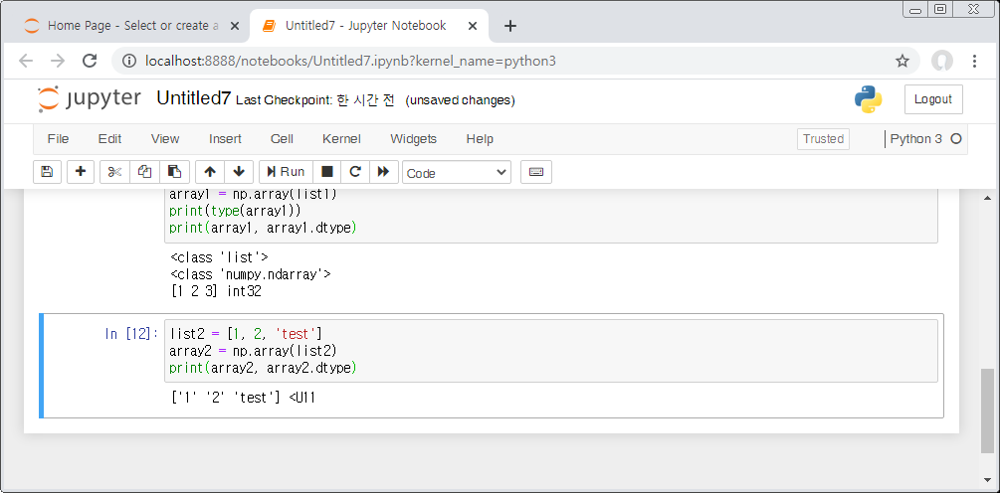 Home Page - Select or create a
Untitled7 - Jupyter Notebook
localhost:8888/notebooks/Untitled7.ipynb?kernel_name=python3
jupyter Untitled7 Last Checkpoint: 한 시간 전 (unsaved changes)
Logout
File Edit View Insert Cell Kernel Widgets Help Trusted Python 3
Run Code
array1 = np.array(list1)
print(type(array1))
print(array1, array1.dtype)
<class 'list'>
<class 'numpy.ndarray'>
[1 2 3] int32
In [12]: list2 = [1, 2, 'test']
array2 = np.array(list2)
print(array2, array2.dtype)
['1' '2' 'test'] <U11